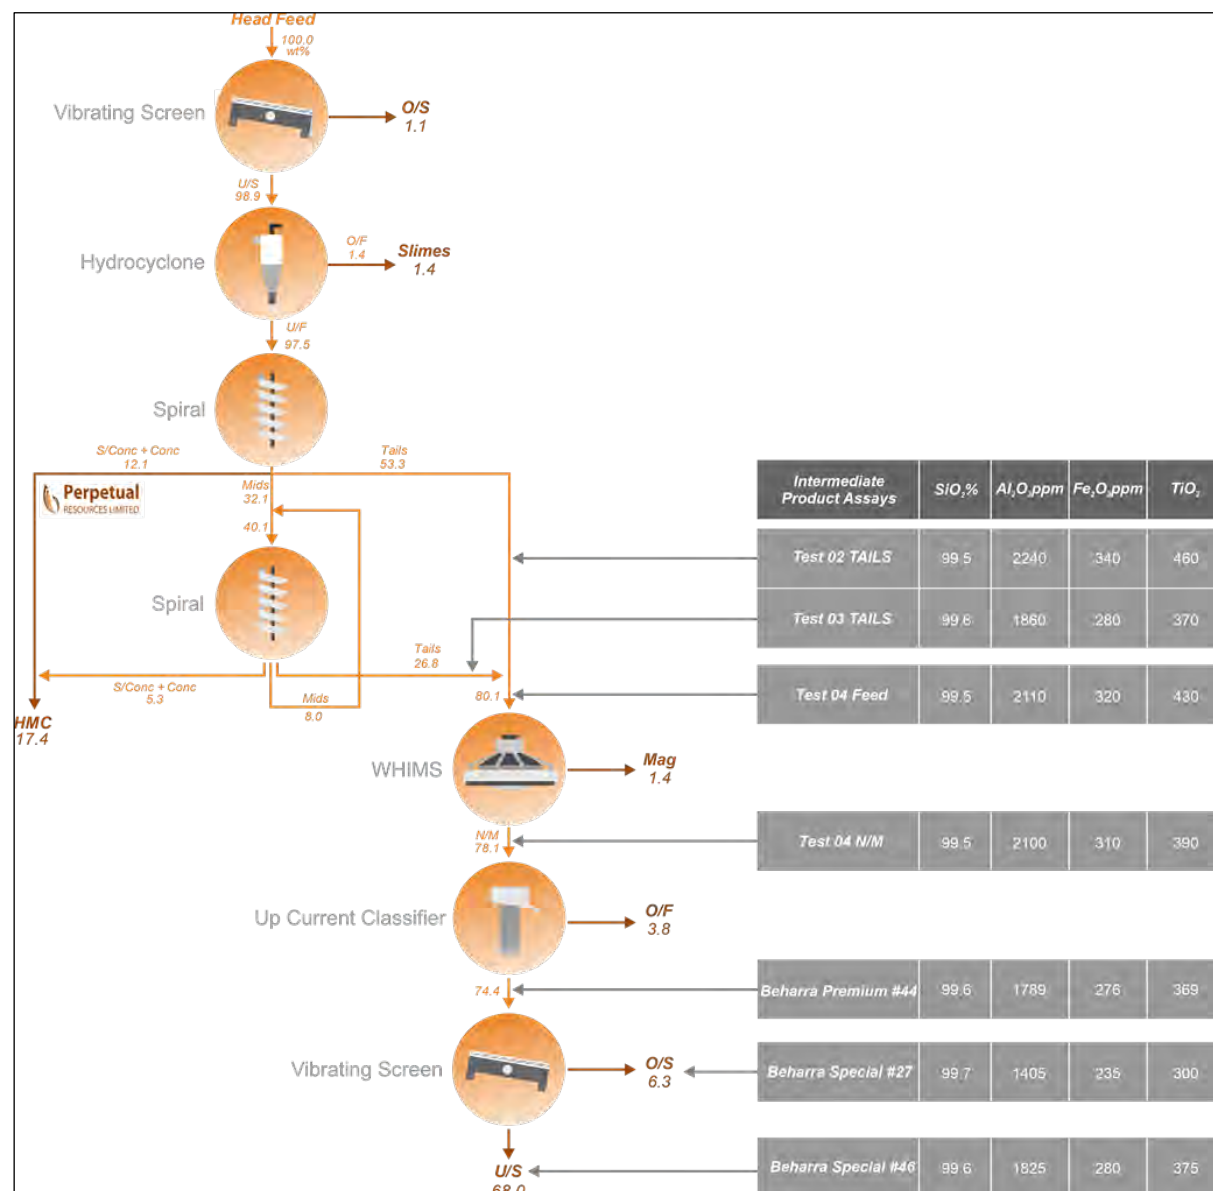 Head Feed
100.0
wt%
Vibrating Screen
O/S
1.1
U/S
98.9
Hydrocyclone
O/F
1.4
Slimes
1.4
U/F
97.5
Spiral
S/Conc + Conc
12.1
Tails
53.3
Perpetual
RESOURCES LIMITED
Mids
32.1
40.1
Spiral
Tails
26.8
S/Conc + Conc
5.3
Mids
8.0
80.1
HMC
17.4
WHIMS
Mag
1.4
N/M
78.1
Up Current Classifier
O/F
3.8
74.4
Vibrating Screen
O/S
6.3
U/S
68.0
Intermediate Product Assays SiO₂% Al₂O₃ppm Fe₂O₃ppm TiO₂
Test 02 TAILS 99.5 2240 340 460
Test 03 TAILS 99.6 1860 280 370
Test 04 Feed 99.5 2110 320 430
Test 04 N/M 99.5 2100 310 390
Beharra Premium #44 99.6 1789 276 369
Beharra Special #27 99.7 1405 235 300
Beharra Special #46 99.6 1825 280 375